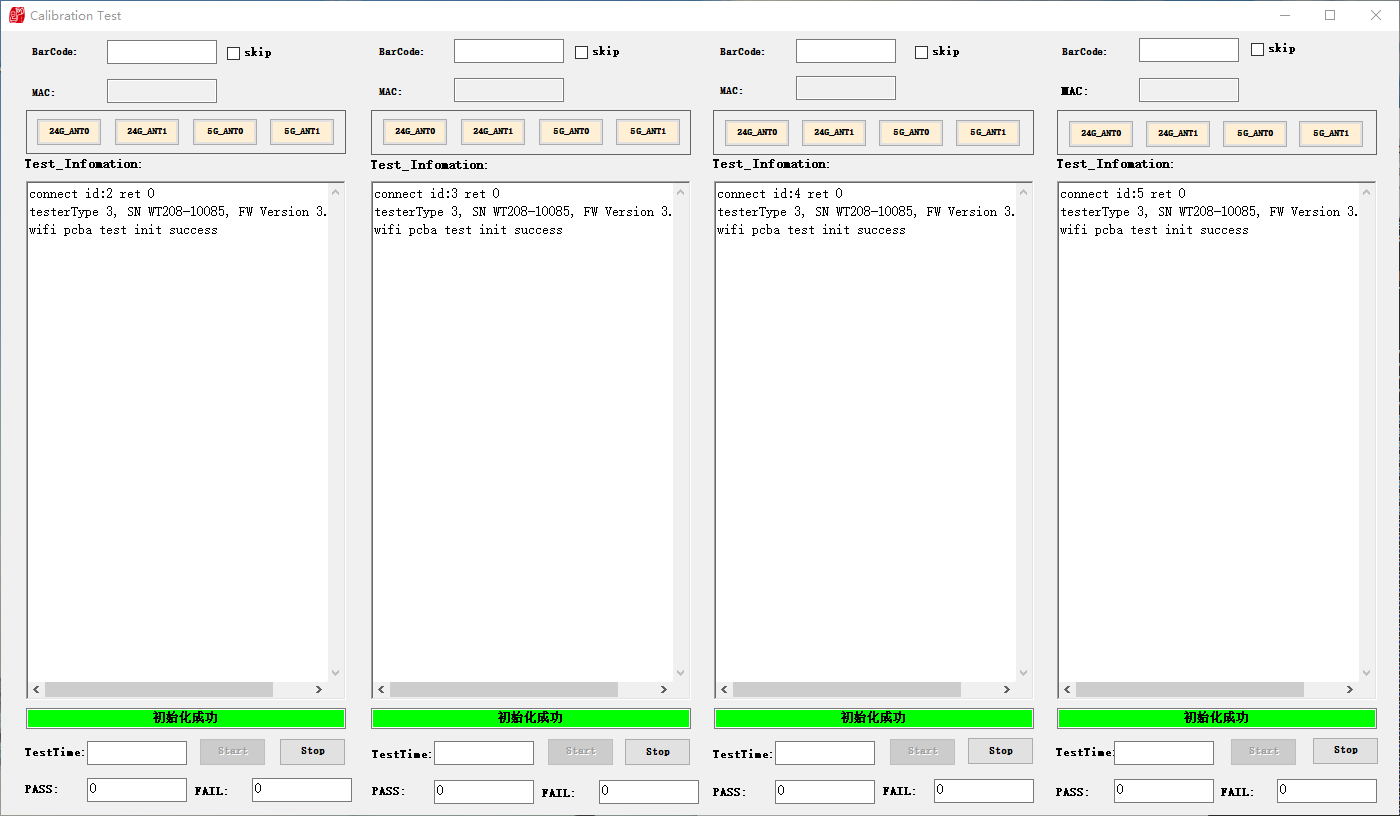 Calibration Test
BarCode: skip
MAC:
24G_ANT0 24G_ANT1 5G_ANT0 5G_ANT1
Test_Infomation:
connect id:2 ret 0
testerType 3, SN WT208-10085, FW Version 3.
wifi pcba test init success
初始化成功
TestTime: Start Stop
PASS: 0 FAIL: 0
BarCode: skip
MAC:
24G_ANT0 24G_ANT1 5G_ANT0 5G_ANT1
Test_Infomation:
connect id:3 ret 0
testerType 3, SN WT208-10085, FW Version 3.
wifi pcba test init success
初始化成功
TestTime: Start Stop
PASS: 0 FAIL: 0
BarCode: skip
MAC:
24G_ANT0 24G_ANT1 5G_ANT0 5G_ANT1
Test_Infomation:
connect id:4 ret 0
testerType 3, SN WT208-10085, FW Version 3.
wifi pcba test init success
初始化成功
TestTime: Start Stop
PASS: 0 FAIL: 0
BarCode: skip
MAC:
24G_ANT0 24G_ANT1 5G_ANT0 5G_ANT1
Test_Infomation:
connect id:5 ret 0
testerType 3, SN WT208-10085, FW Version 3.
wifi pcba test init success
初始化成功
TestTime: Start Stop
PASS: 0 FAIL: 0